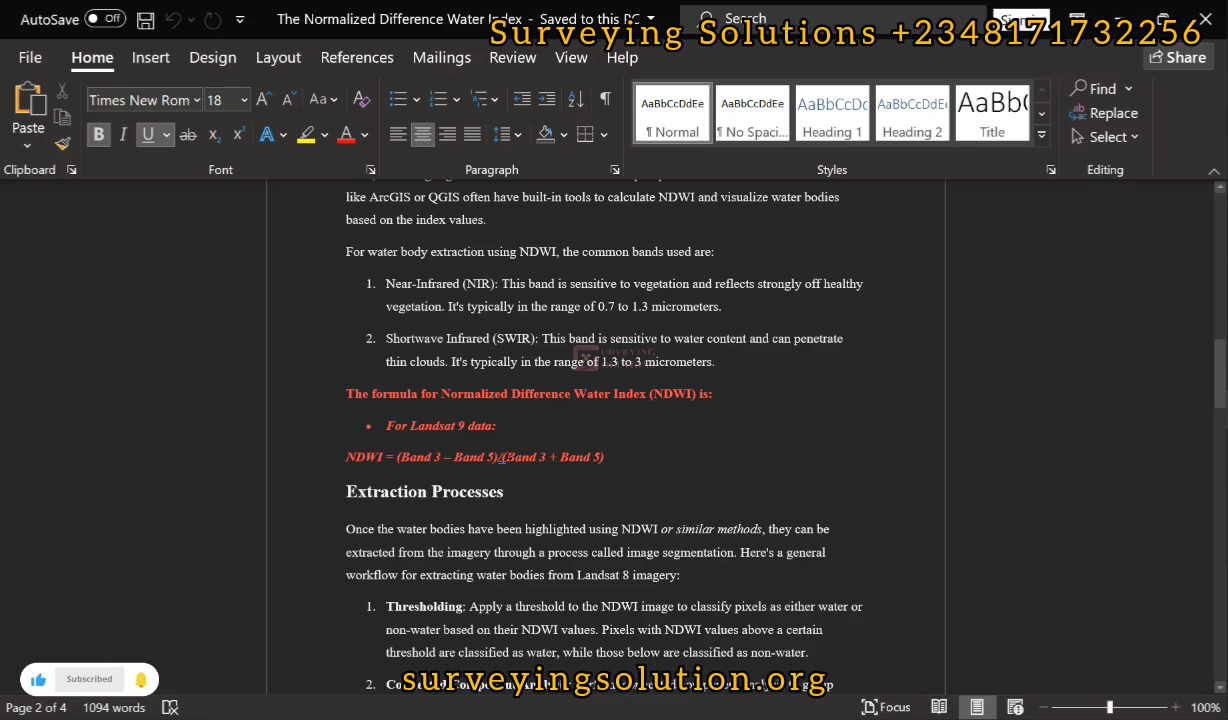 AutoSave Off The Normalized Difference Water Index - Saved to this PC Search
Surveying Solutions +2348171732256
File Home Insert Design Layout References Mailings Review View Help Share
Times New Rom 18 Aa
Paste
AaBbCcDdEe AaBbCcDdEe AaBbCcDc AaBbCcDdEe AaBb(
¶ Normal ¶ No Spaci... Heading 1 Heading 2 Title
Find
Replace
Select
Clipboard Font Paragraph Styles Editing
like ArcGIS or QGIS often have built-in tools to calculate NDWI and visualize water bodies
based on the index values.
For water body extraction using NDWI, the common bands used are:
1. Near-Infrared (NIR): This band is sensitive to vegetation and reflects strongly off healthy
vegetation. It's typically in the range of 0.7 to 1.3 micrometers.
2. Shortwave Infrared (SWIR): This band is sensitive to water content and can penetrate
thin clouds. It's typically in the range of 1.3 to 3 micrometers.
The formula for Normalized Difference Water Index (NDWI) is:
• For Landsat 9 data:
NDWI = (Band 3 – Band 5)/(Band 3 + Band 5)
Extraction Processes
Once the water bodies have been highlighted using NDWI or similar methods, they can be
extracted from the imagery through a process called image segmentation. Here's a general
workflow for extracting water bodies from Landsat 8 imagery:
1. Thresholding: Apply a threshold to the NDWI image to classify pixels as either water or
non-water based on their NDWI values. Pixels with NDWI values above a certain
threshold are classified as water, while those below are classified as non-water.
2.
Subscribed
surveyingsolution.org
Page 2 of 4 1094 words Focus 100%